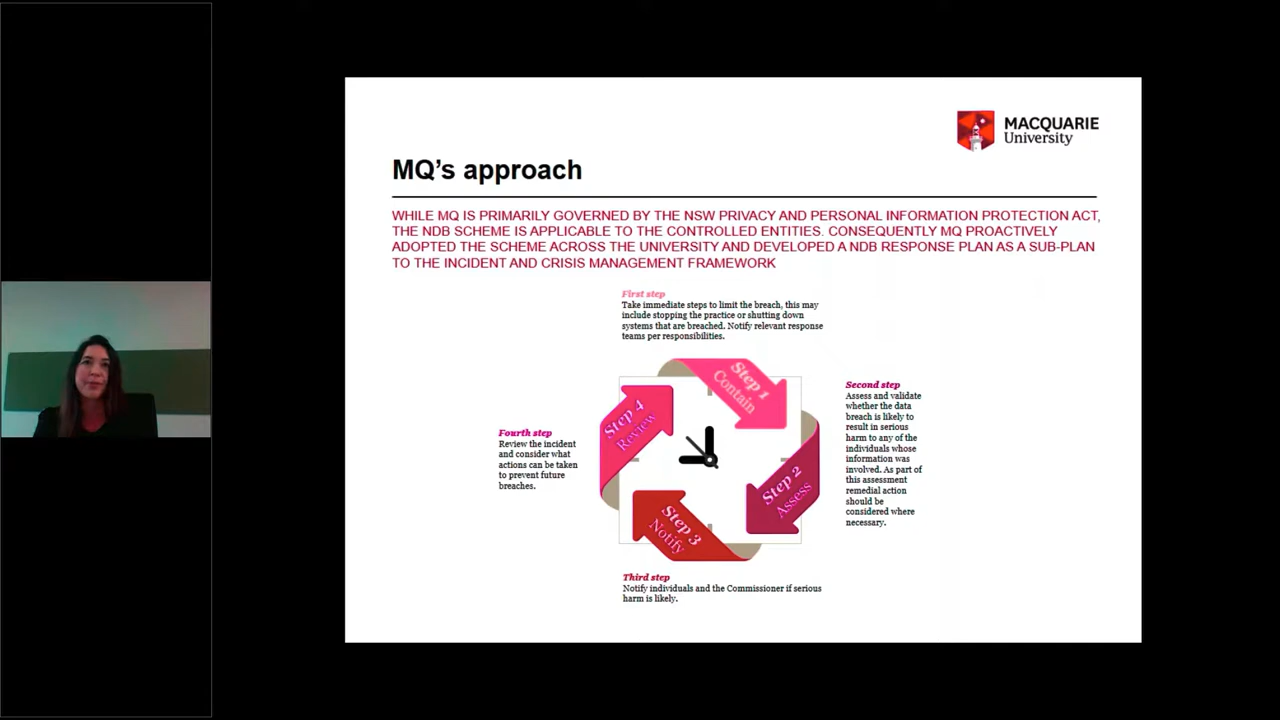 MACQUARIE
University
MQ’s approach
WHILE MQ IS PRIMARILY GOVERNED BY THE NSW PRIVACY AND PERSONAL INFORMATION PROTECTION ACT,
THE NDB SCHEME IS APPLICABLE TO THE CONTROLLED ENTITIES. CONSEQUENTLY MQ PROACTIVELY
ADOPTED THE SCHEME ACROSS THE UNIVERSITY AND DEVELOPED A NDB RESPONSE PLAN AS A SUB-PLAN
TO THE INCIDENT AND CRISIS MANAGEMENT FRAMEWORK
First step
Take immediate steps to limit the breach, this may
include stopping the practice or shutting down
systems that are breached. Notify relevant response
teams per responsibilities.
Step 1
Contain
Second step
Assess and validate
whether the data
breach is likely to
result in serious
harm to any of the
individuals whose
information was
involved. As part of
this assessment
remedial action
should be
considered where
necessary.
Step 2
Assess
Step 3
Notify
Third step
Notify individuals and the Commissioner if serious
harm is likely.
Step 4
Review
Fourth step
Review the incident
and consider what
actions can be taken
to prevent future
breaches.